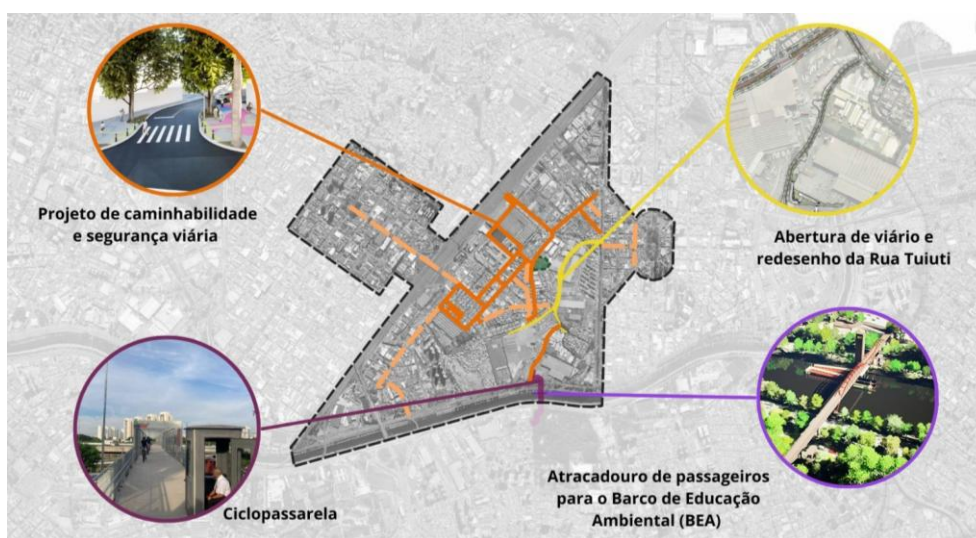 Projeto de caminhabilidade
e segurança viária
Abertura de viário e
redesenho da Rua Tuiuti
Ciclopassarela
Atracadouro de passageiros
para o Barco de Educação
Ambiental (BEA)